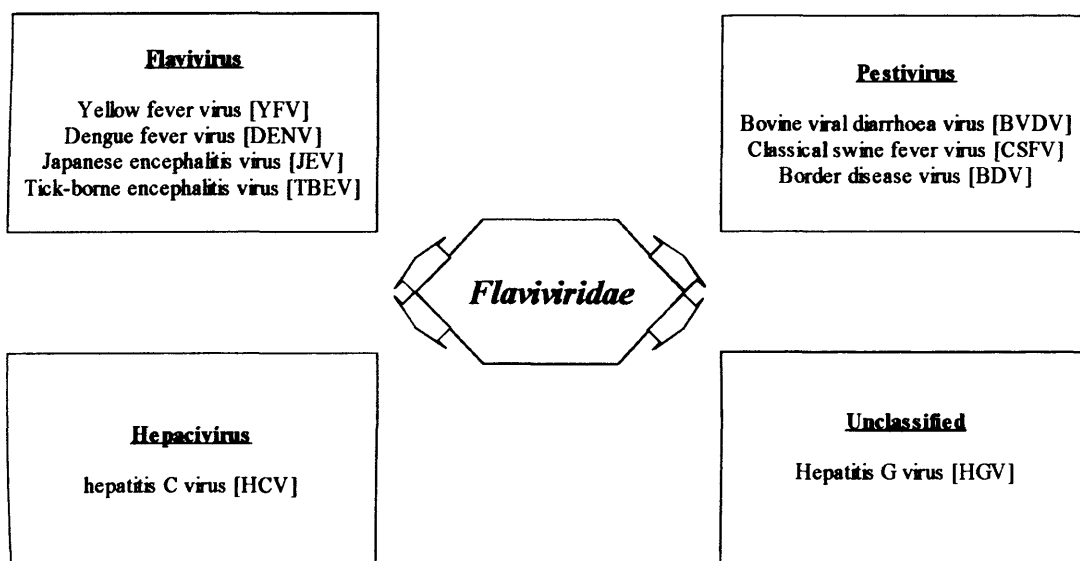 Flavivirus
Yellow fever virus [YFV]
Dengue fever virus [DENV]
Japanese encephalitis virus [JEV]
Tick-borne encephalitis virus [TBEV]
Pestivirus
Bovine viral diarrhoea virus [BVDV]
Classical swine fever virus [CSFV]
Border disease virus [BDV]
Flaviviridae
Hepacivirus
hepatitis C virus [HCV]
Unclassified
Hepatitis G virus [HGV]